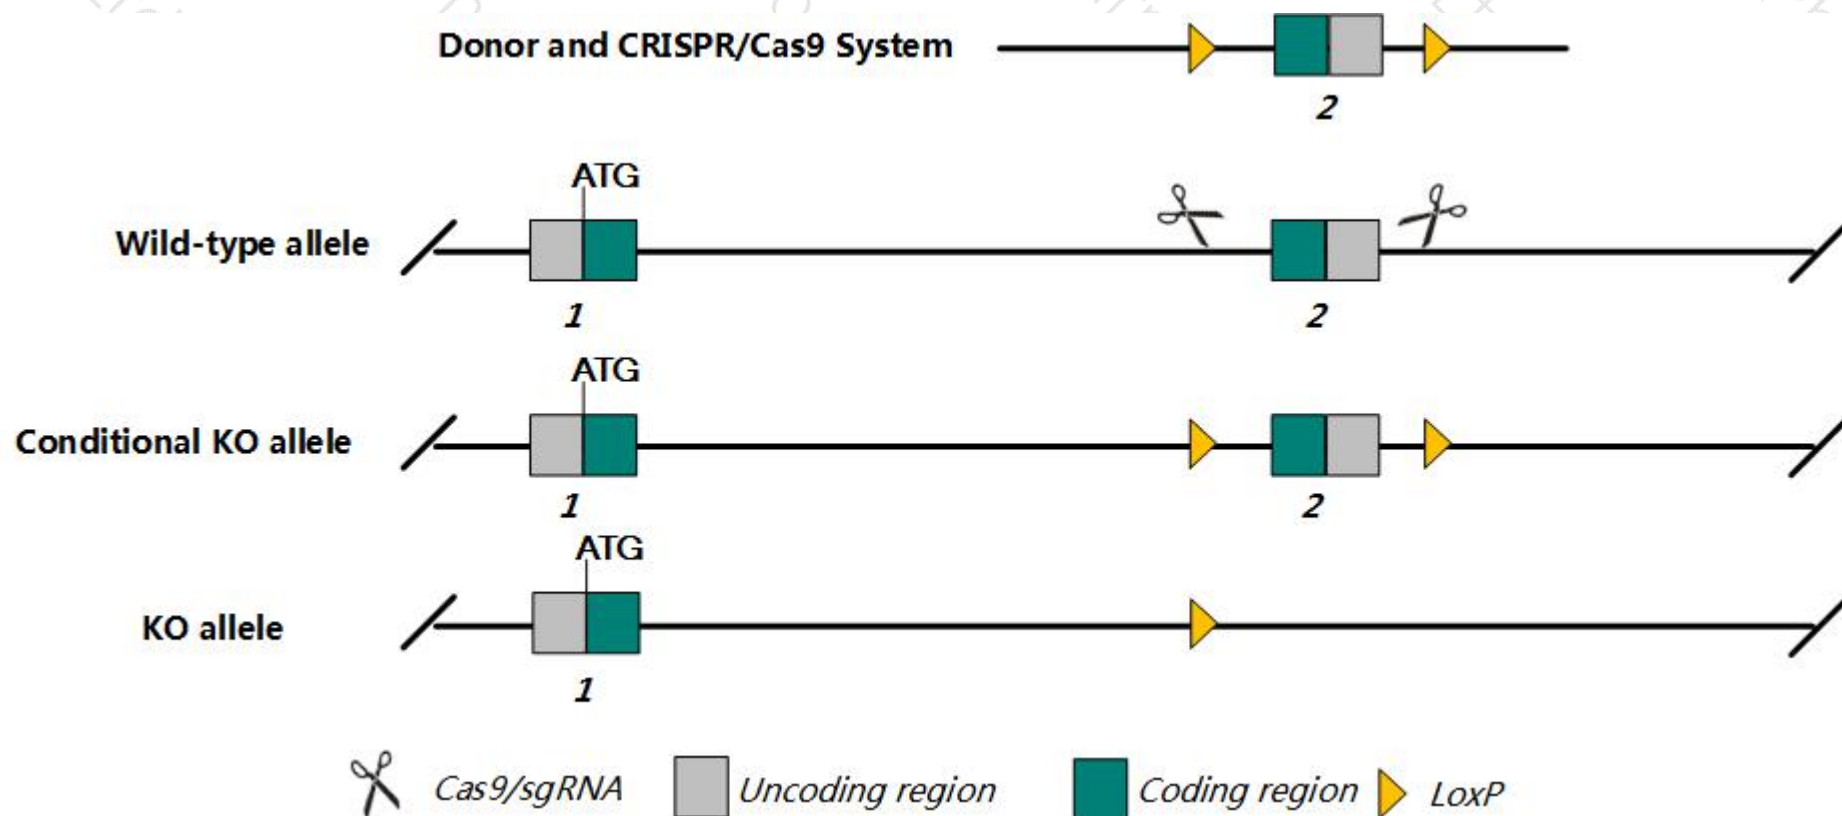 Donor and CRISPR/Cas9 System
2
ATG
Wild-type allele
1 2
ATG
Conditional KO allele
1 2
ATG
KO allele
1
Cas9/sgRNA Uncoding region Coding region LoxP